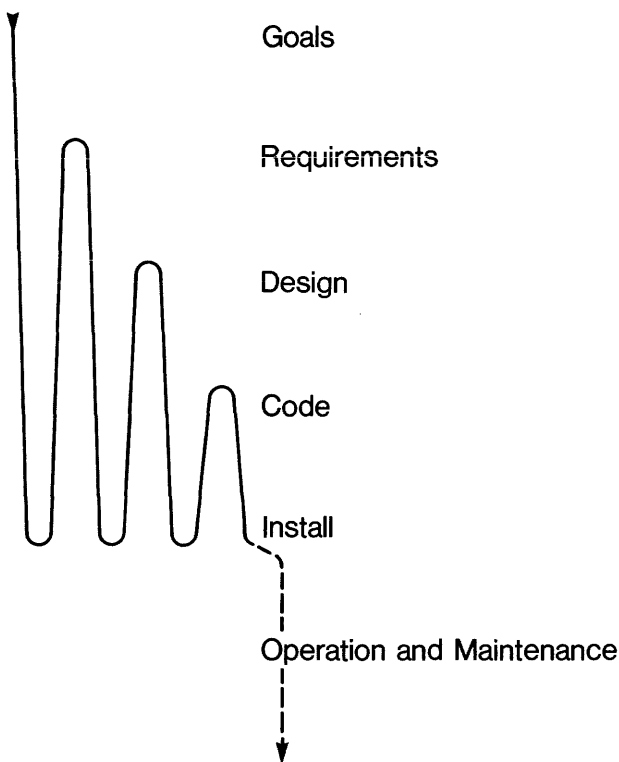 Goals
Requirements
Design
Code
Install
Operation and Maintenance